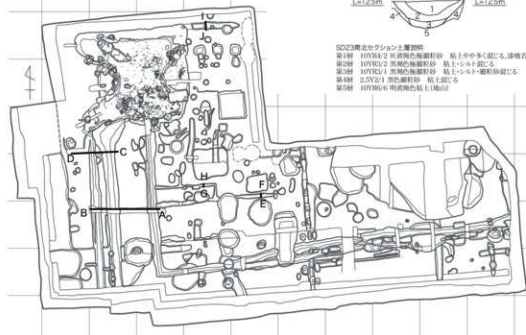 L=12.5m
L=12.5m
1
2
3
4
4
5
SD23南北セクション土層説明
第1層 10YR4/2 灰黄褐色極細粒砂 粘土やや多く混じる。
第2層 10YR3/2 黒褐色極細粒砂 粘土・シルト混じる
第3層 10YR3/1 黒褐色極細粒砂 粘土・シルト・細粒砂混じる
第4層 2.5Y2/1 黒色細粒砂 粘土混じる
第5層 10YR6/6 明黄褐色粘土(地山)
I
J
D
C
H
G
F
E
B
A